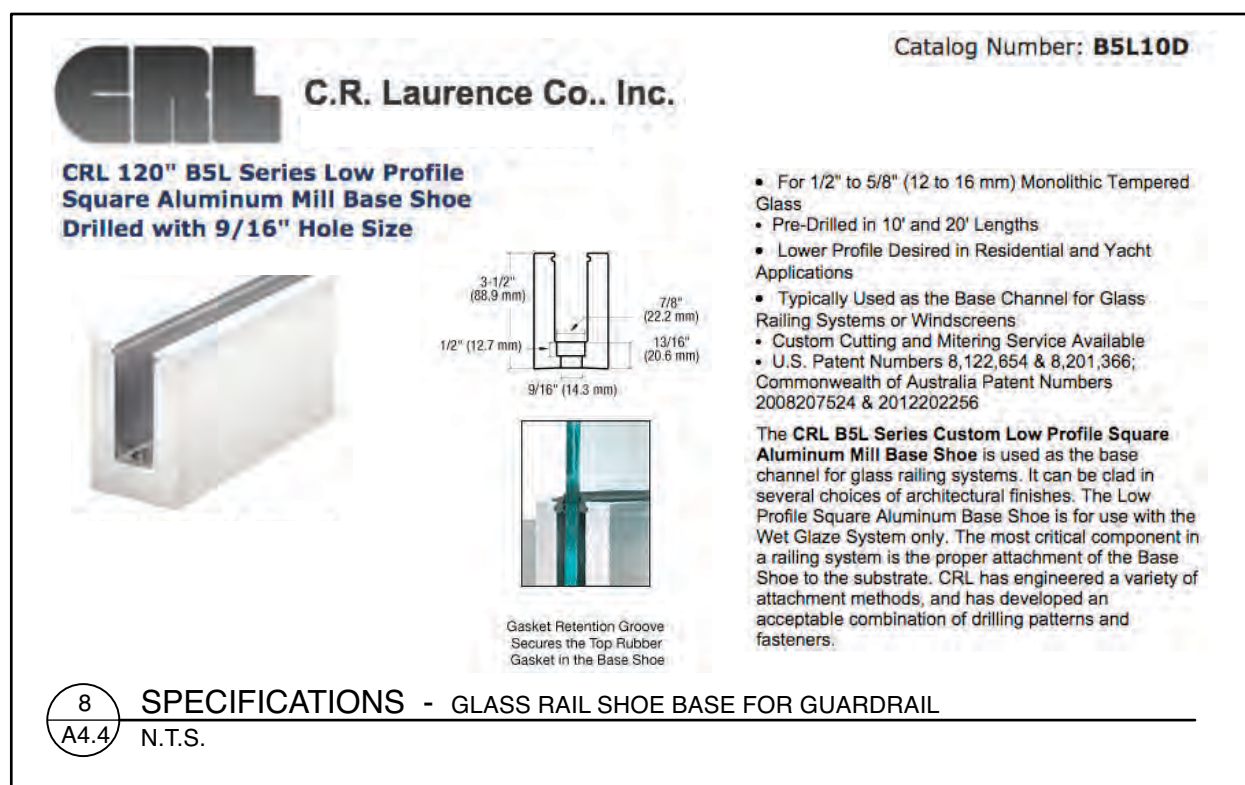 Catalog Number: B5L10D
CRL
C.R. Laurence Co.. Inc.
CRL 120" B5L Series Low Profile
Square Aluminum Mill Base Shoe
Drilled with 9/16" Hole Size
3-1/2"
(88.9 mm)
7/8"
(22.2 mm)
1/2" (12.7 mm)
13/16"
(20.6 mm)
9/16" (14.3 mm)
Gasket Retention Groove
Secures the Top Rubber
Gasket in the Base Shoe
• For 1/2" to 5/8" (12 to 16 mm) Monolithic Tempered
Glass
• Pre-Drilled in 10' and 20' Lengths
• Lower Profile Desired in Residential and Yacht
Applications
• Typically Used as the Base Channel for Glass
Railing Systems or Windscreens
• Custom Cutting and Mitering Service Available
• U.S. Patent Numbers 8,122,654 & 8,201,366;
Commonwealth of Australia Patent Numbers
2008207524 & 2012202256
The CRL B5L Series Custom Low Profile Square
Aluminum Mill Base Shoe is used as the base
channel for glass railing systems. It can be clad in
several choices of architectural finishes. The Low
Profile Square Aluminum Base Shoe is for use with the
Wet Glaze System only. The most critical component in
a railing system is the proper attachment of the Base
Shoe to the substrate. CRL has engineered a variety of
attachment methods, and has developed an
acceptable combination of drilling patterns and
fasteners.
8
A4.4
SPECIFICATIONS - GLASS RAIL SHOE BASE FOR GUARDRAIL
N.T.S.